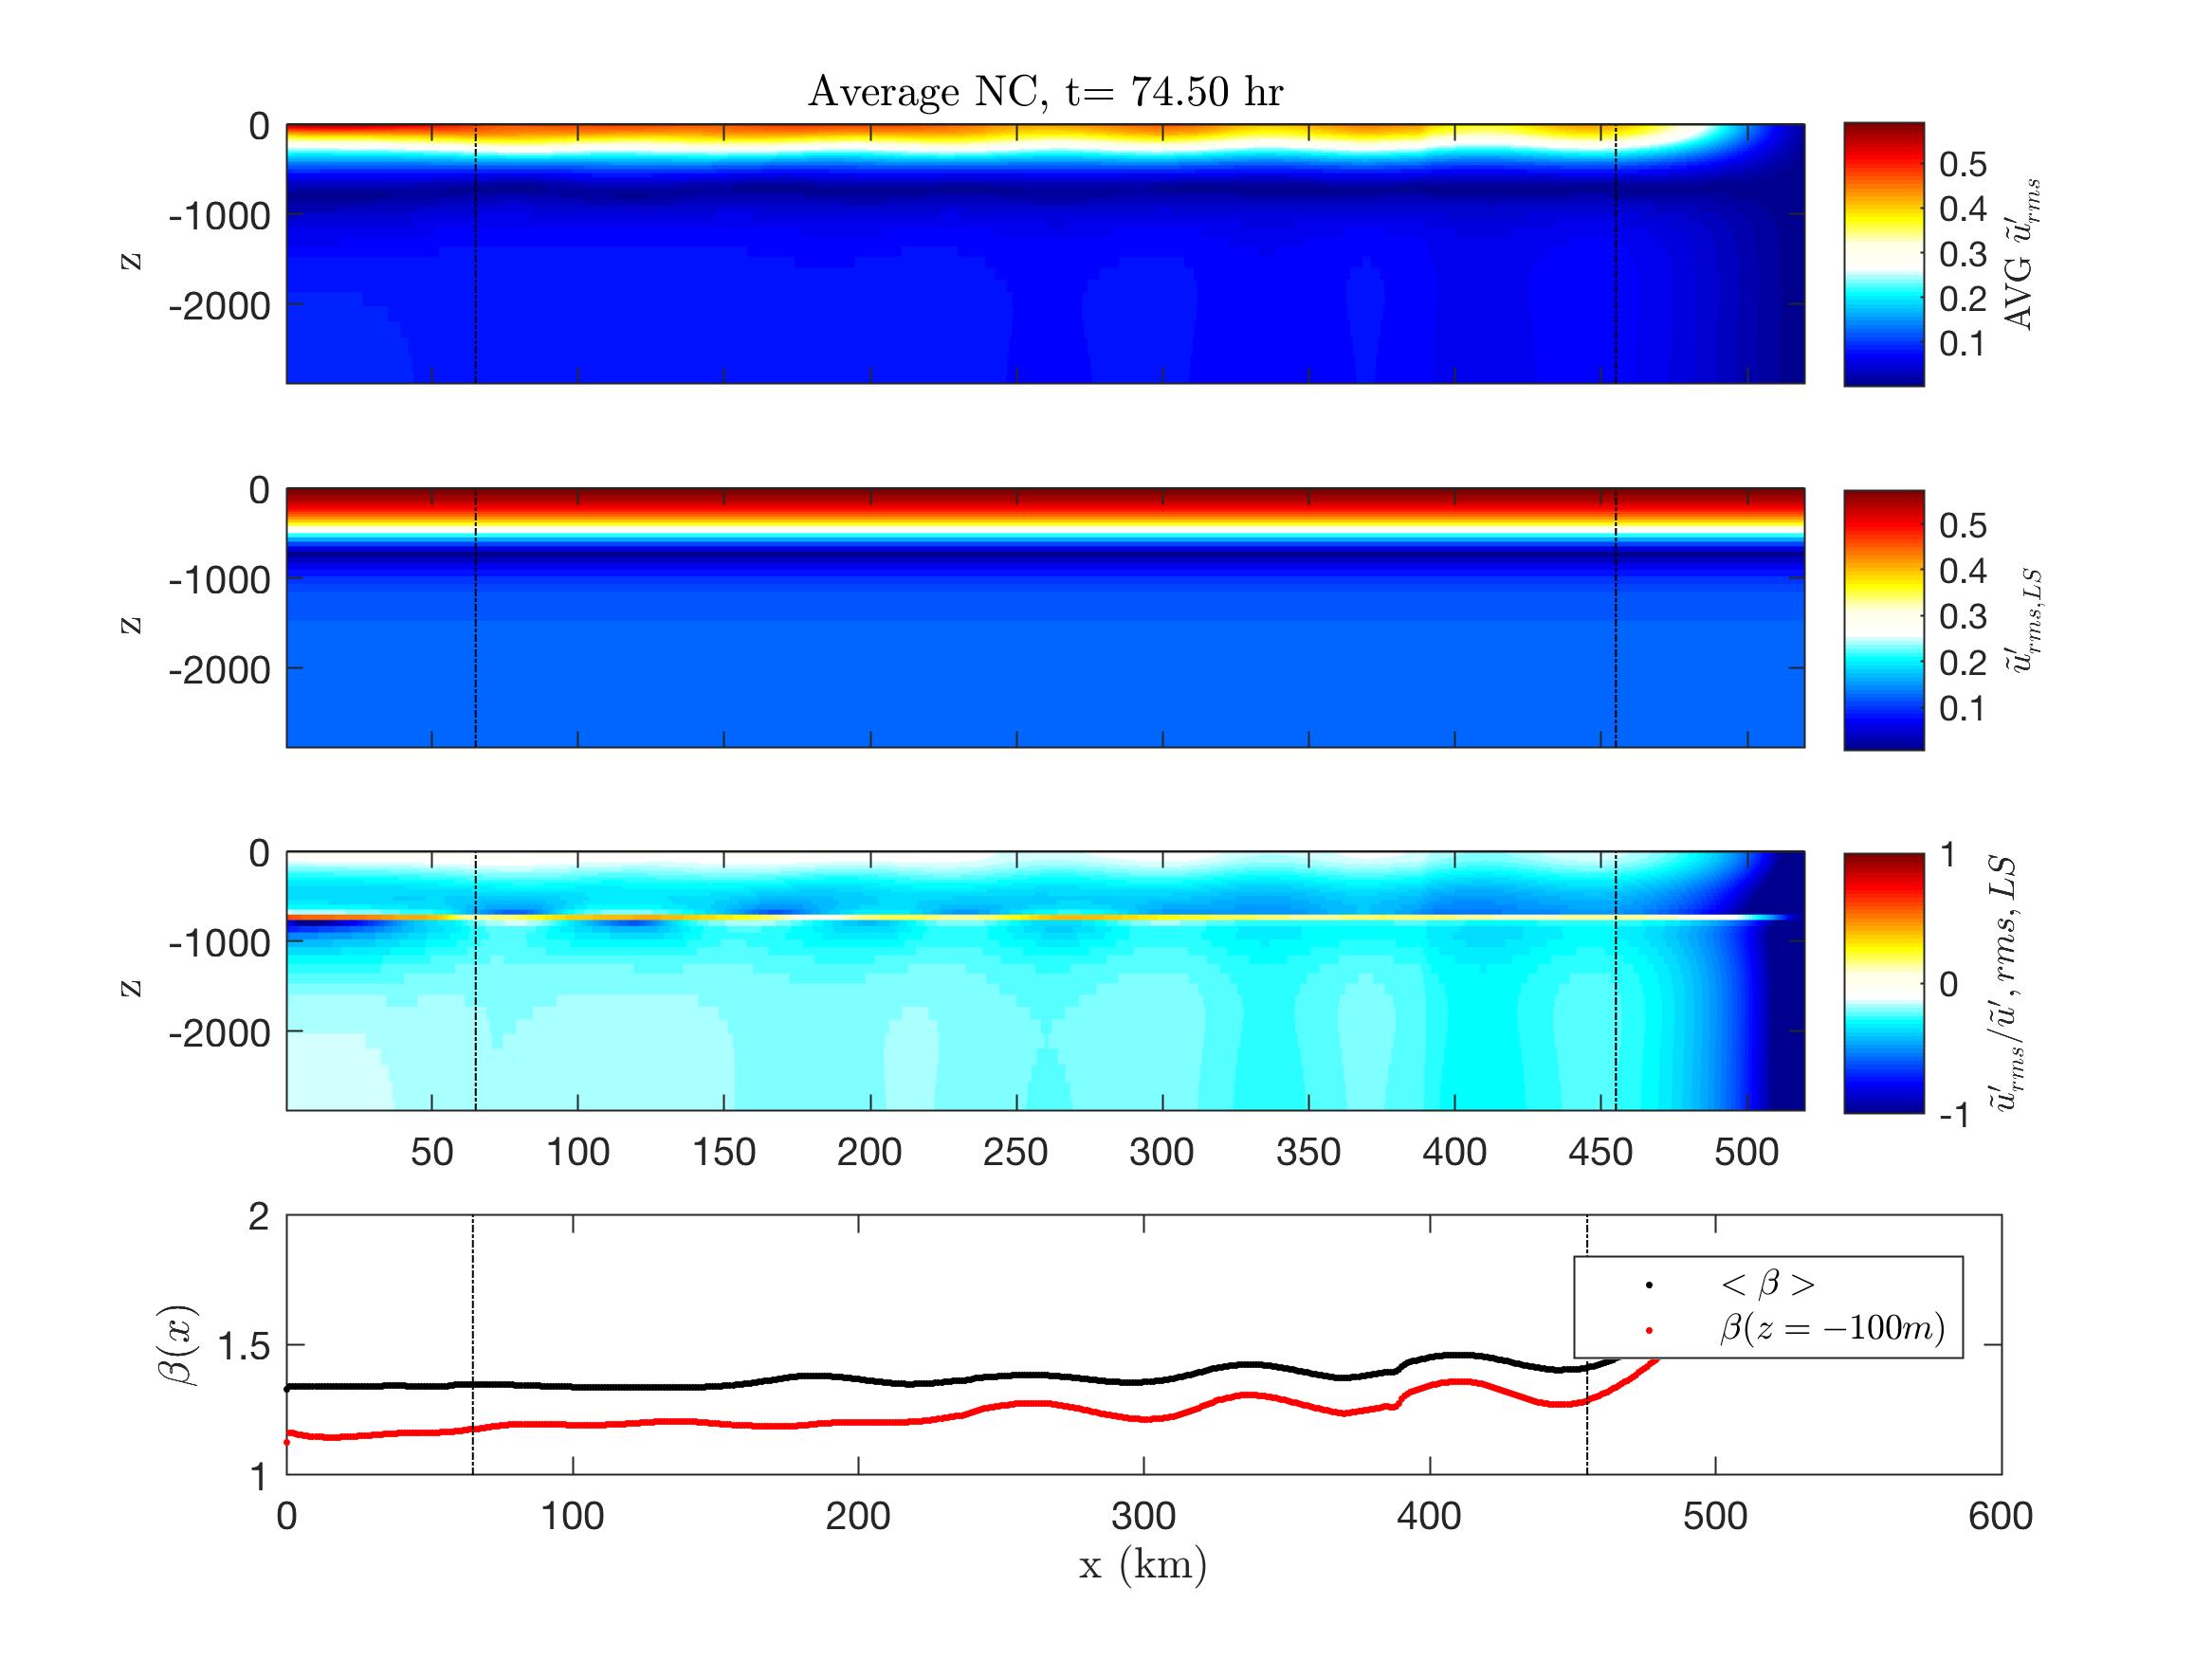 Average NC, t= 74.50 hr
0
-1000
-2000
z
0.5
0.4
0.3
0.2
0.1
AVG ũ′rms
0
-1000
-2000
z
0.5
0.4
0.3
0.2
0.1
ũ′rms,LS
0
-1000
-2000
z
1
0
-1
ũ′rms/ũ′, rms, LS
50 100 150 200 250 300 350 400 450 500
2
1.5
1
β(x)
< β >
β(z = −100m)
0 100 200 300 400 500 600
x (km)